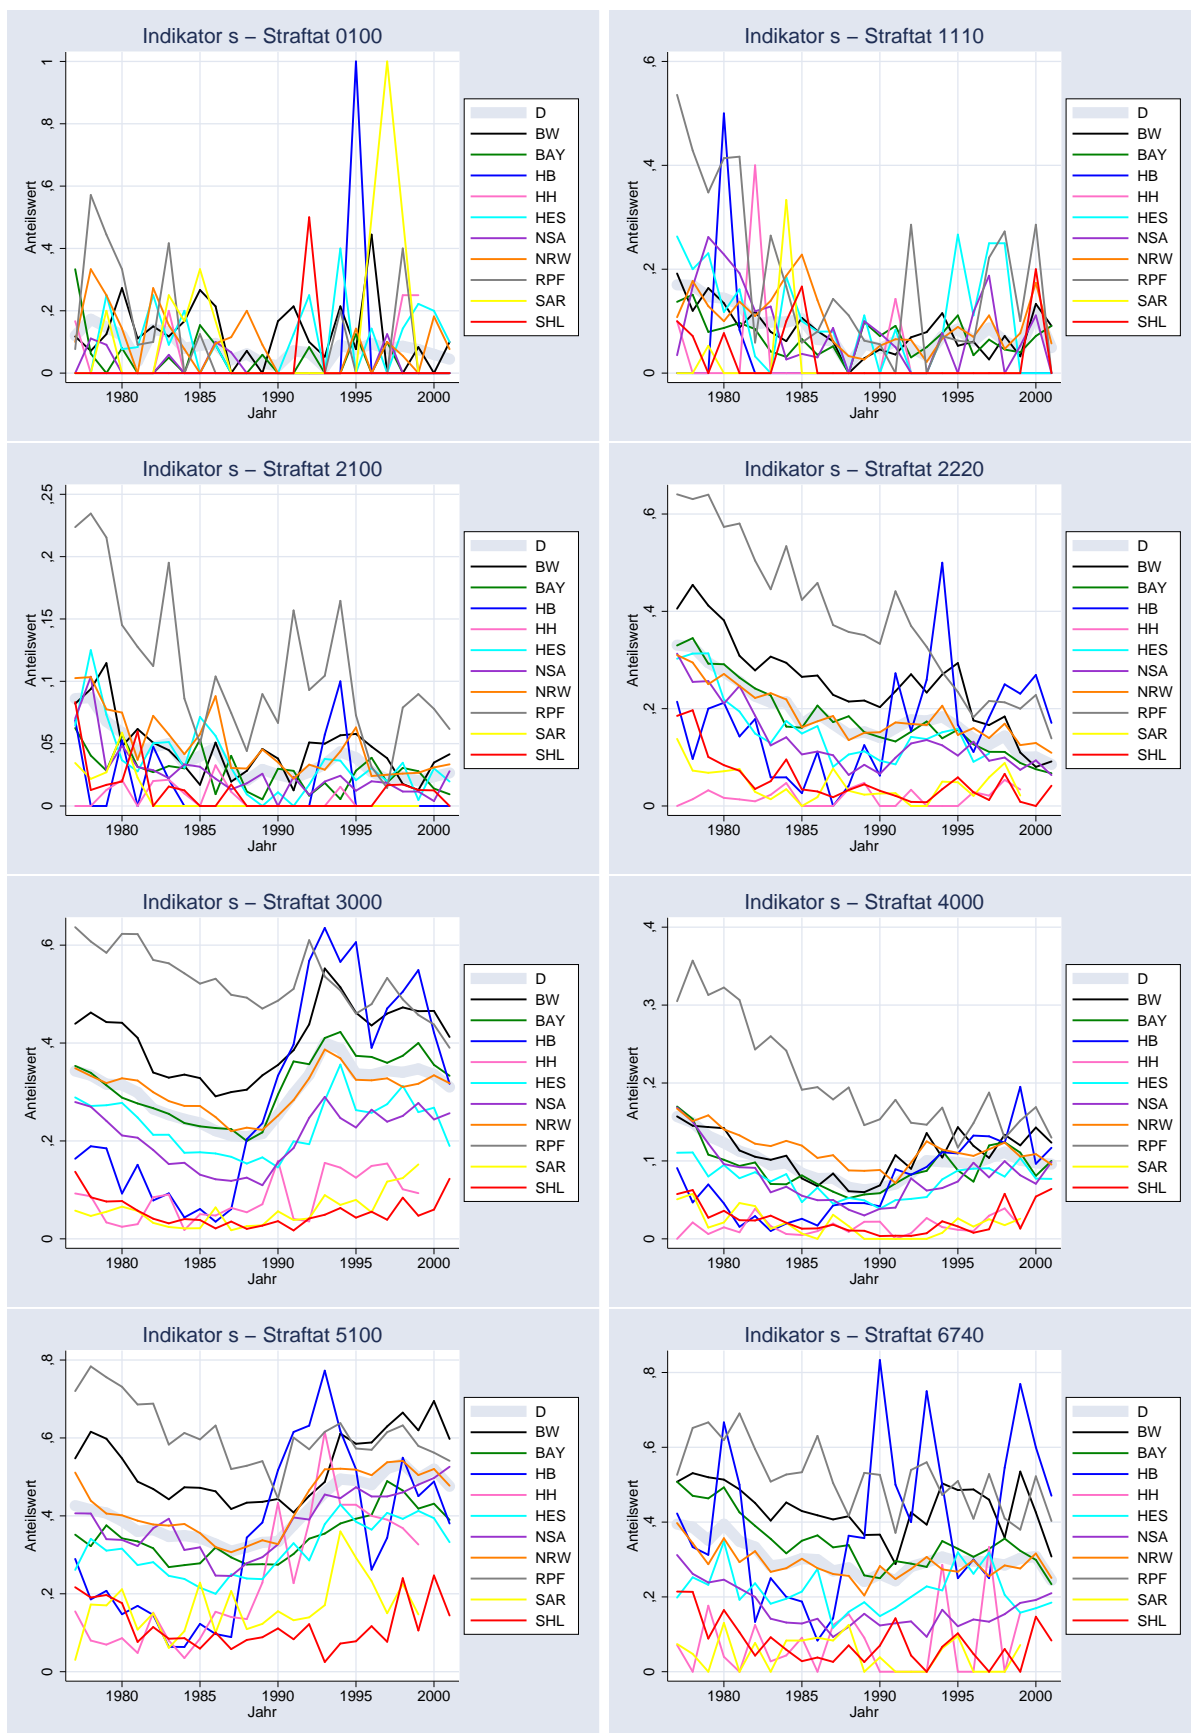 Indikator s – Straftat 0100
Anteilswert
0 ,2 ,4 ,6 ,8 1
1980 1985 1990 1995 2000
Jahr
D
BW
BAY
HB
HH
HES
NSA
NRW
RPF
SAR
SHL
Indikator s – Straftat 1110
Anteilswert
0 ,2 ,4 ,6
1980 1985 1990 1995 2000
Jahr
D
BW
BAY
HB
HH
HES
NSA
NRW
RPF
SAR
SHL
Indikator s – Straftat 2100
Anteilswert
0 ,05 ,1 ,15 ,2 ,25
1980 1985 1990 1995 2000
Jahr
D
BW
BAY
HB
HH
HES
NSA
NRW
RPF
SAR
SHL
Indikator s – Straftat 2220
Anteilswert
0 ,2 ,4 ,6
1980 1985 1990 1995 2000
Jahr
D
BW
BAY
HB
HH
HES
NSA
NRW
RPF
SAR
SHL
Indikator s – Straftat 3000
Anteilswert
0 ,2 ,4 ,6
1980 1985 1990 1995 2000
Jahr
D
BW
BAY
HB
HH
HES
NSA
NRW
RPF
SAR
SHL
Indikator s – Straftat 4000
Anteilswert
0 ,1 ,2 ,3 ,4
1980 1985 1990 1995 2000
Jahr
D
BW
BAY
HB
HH
HES
NSA
NRW
RPF
SAR
SHL
Indikator s – Straftat 5100
Anteilswert
0 ,2 ,4 ,6 ,8
1980 1985 1990 1995 2000
Jahr
D
BW
BAY
HB
HH
HES
NSA
NRW
RPF
SAR
SHL
Indikator s – Straftat 6740
Anteilswert
0 ,2 ,4 ,6 ,8
1980 1985 1990 1995 2000
Jahr
D
BW
BAY
HB
HH
HES
NSA
NRW
RPF
SAR
SHL